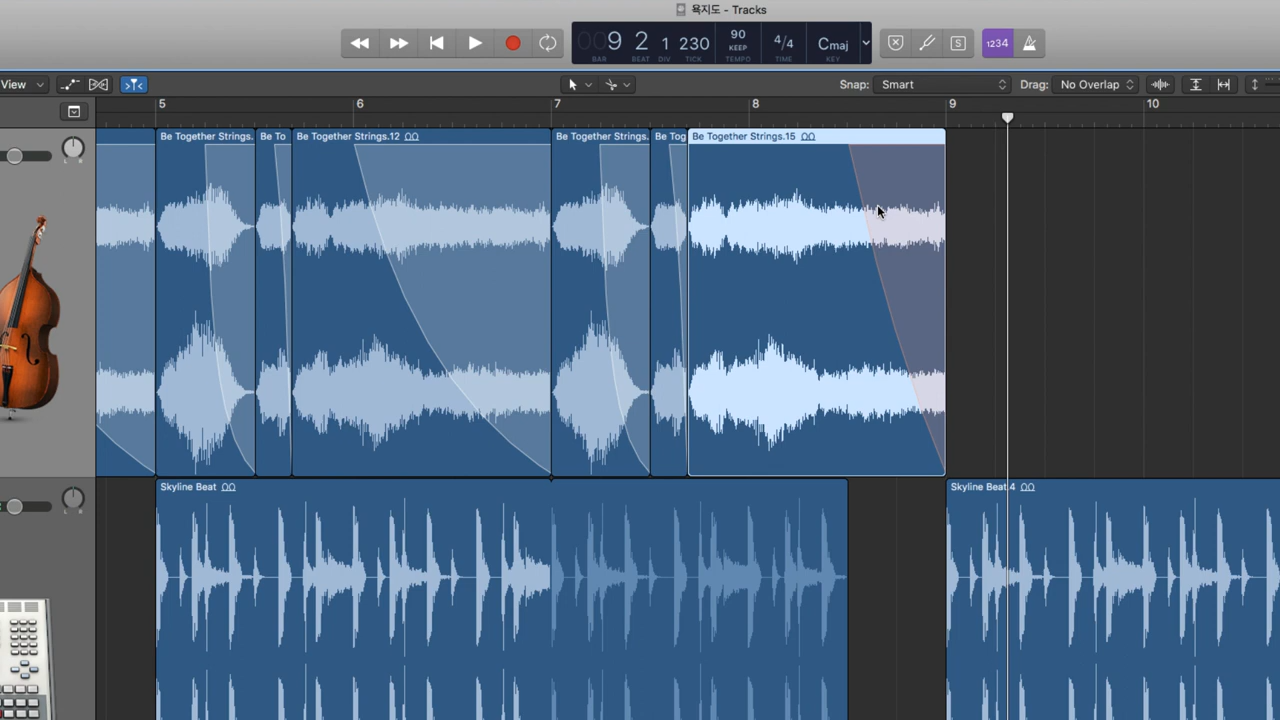 욕지도 - Tracks
009 2 1 230 90 KEEP 4/4 Cmaj
BAR BEAT DIV TICK TEMPO TIME KEY
S 1234
View Snap: Smart Drag: No Overlap
5 6 7 8 9 10
Be Together Strings. Be To Be Together Strings.12 Be Together Strings. Be Tog Be Together Strings.15
Skyline Beat Skyline Beat.4